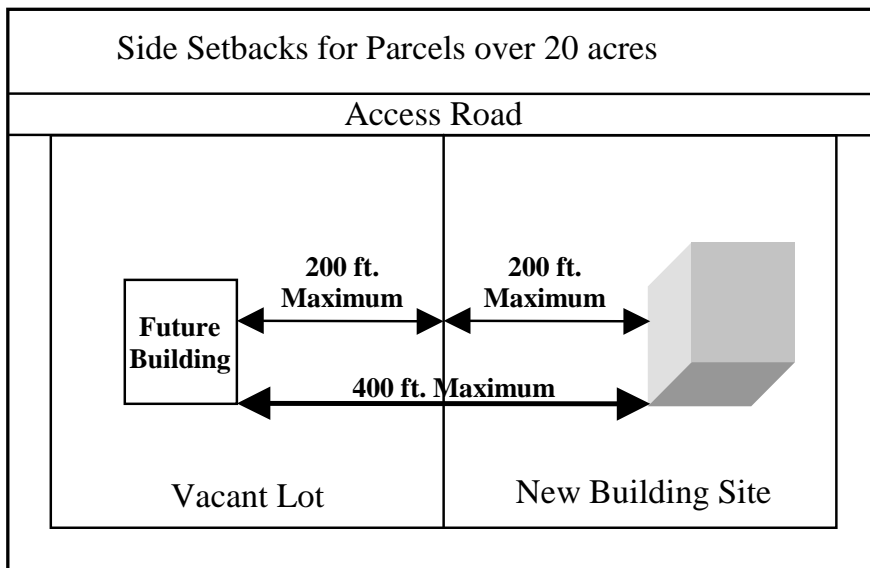 Side Setbacks for Parcels over 20 acres
Access Road
200 ft.
Maximum
200 ft.
Maximum
Future
Building
400 ft. Maximum
Vacant Lot
New Building Site